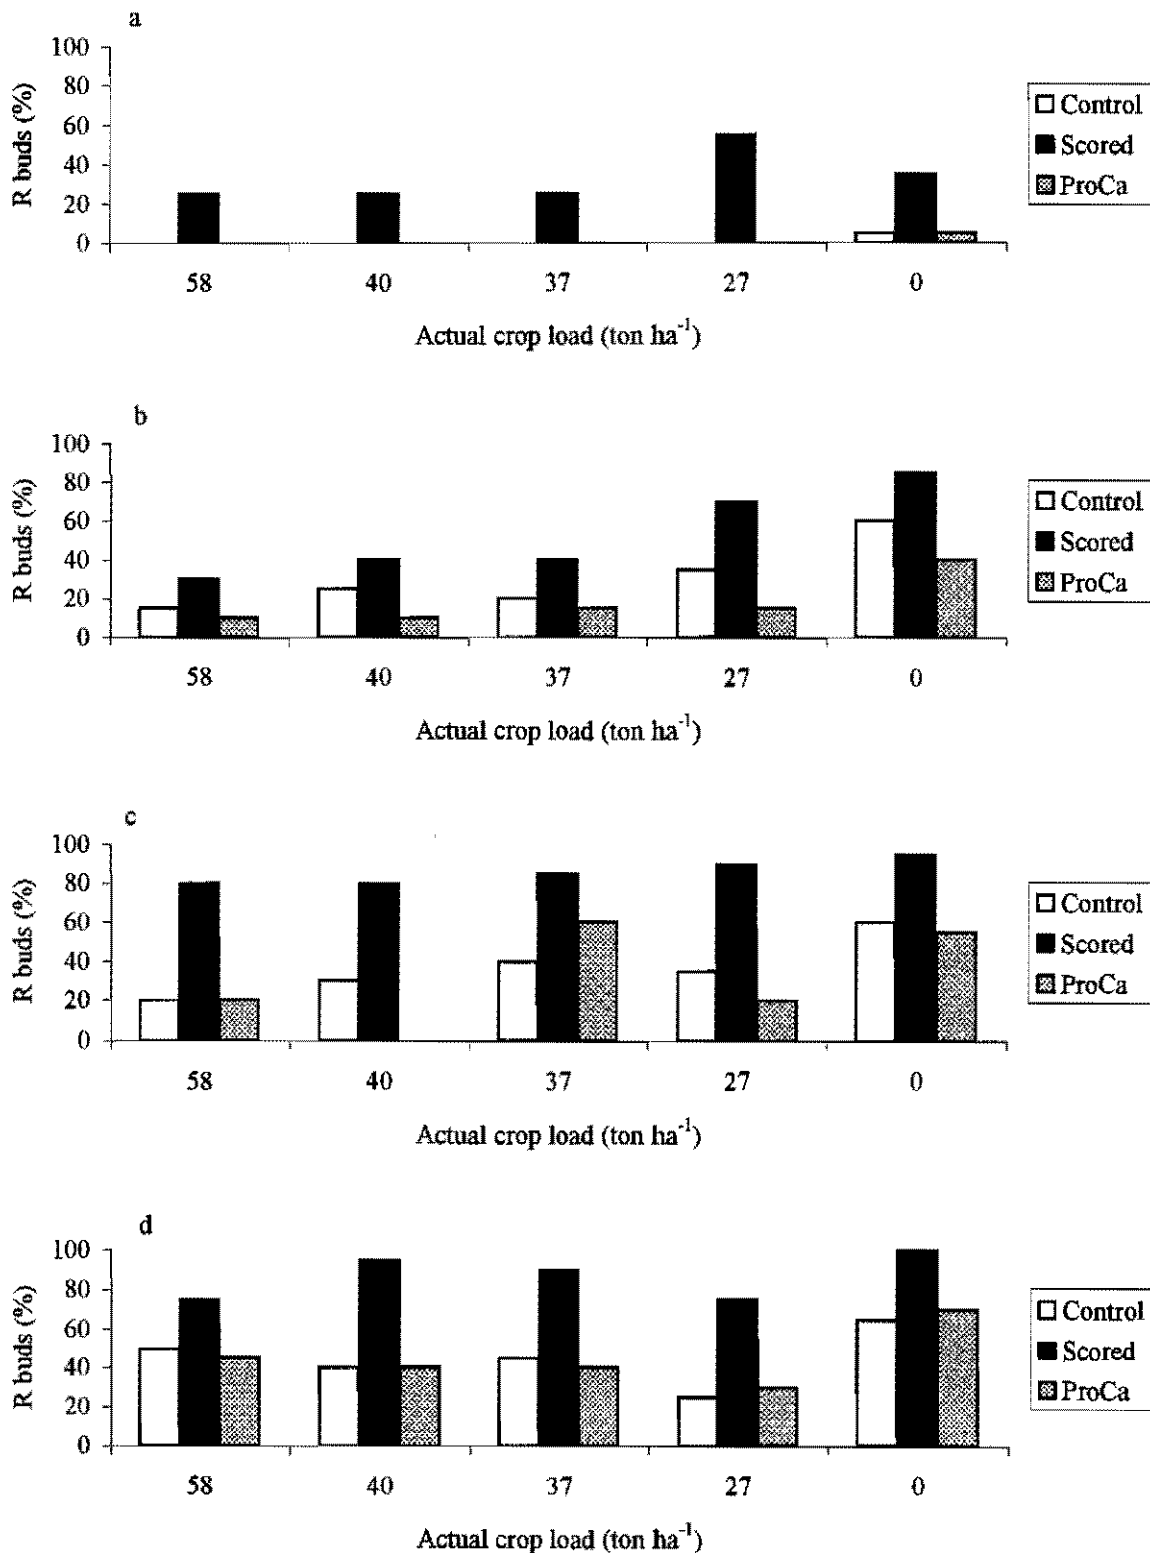 a
100
80
60
40
20
0
R buds (%)
58 40 37 27 0
Actual crop load (ton ha⁻¹)
Control
Scored
ProCa
b
100
80
60
40
20
0
R buds (%)
58 40 37 27 0
Actual crop load (ton ha⁻¹)
Control
Scored
ProCa
c
100
80
60
40
20
0
R buds (%)
58 40 37 27 0
Actual crop load (ton ha⁻¹)
Control
Scored
ProCa
d
100
80
60
40
20
0
R buds (%)
58 40 37 27 0
Actual crop load (ton ha⁻¹)
Control
Scored
ProCa